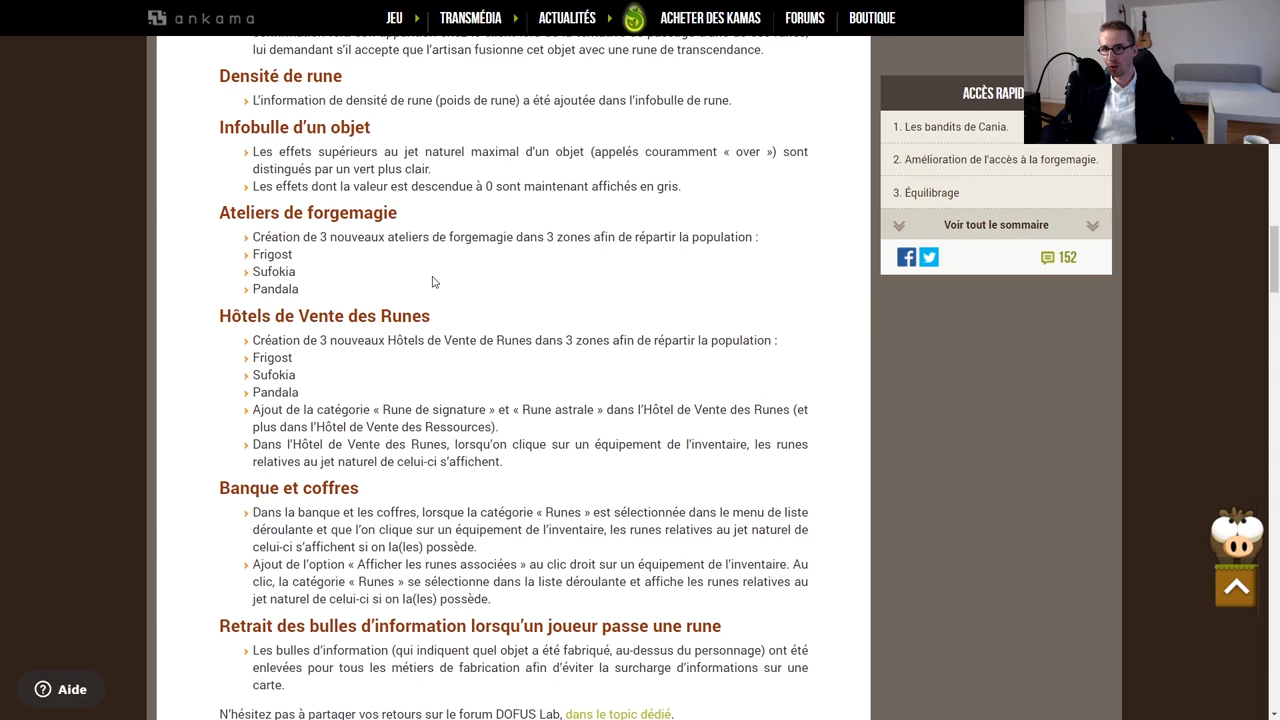 ankama
JEU
TRANSMÉDIA
ACTUALITÉS
ACHETER DES KAMAS
FORUMS
BOUTIQUE
lui demandant s'il accepte que l'artisan fusionne cet objet avec une rune de transcendance.
Densité de rune
L'information de densité de rune (poids de rune) a été ajoutée dans l'infobulle de rune.
Infobulle d'un objet
Les effets supérieurs au jet naturel maximal d'un objet (appelés couramment « over ») sont
distingués par un vert plus clair.
Les effets dont la valeur est descendue à 0 sont maintenant affichés en gris.
Ateliers de forgemagie
Création de 3 nouveaux ateliers de forgemagie dans 3 zones afin de répartir la population :
Frigost
Sufokia
Pandala
Hôtels de Vente des Runes
Création de 3 nouveaux Hôtels de Vente de Runes dans 3 zones afin de répartir la population :
Frigost
Sufokia
Pandala
Ajout de la catégorie « Rune de signature » et « Rune astrale » dans l'Hôtel de Vente des Runes (et
plus dans l'Hôtel de Vente des Ressources).
Dans l'Hôtel de Vente des Runes, lorsqu'on clique sur un équipement de l'inventaire, les runes
relatives au jet naturel de celui-ci s'affichent.
Banque et coffres
Dans la banque et les coffres, lorsque la catégorie « Runes » est sélectionnée dans le menu de liste
déroulante et que l'on clique sur un équipement de l'inventaire, les runes relatives au jet naturel de
celui-ci s'affichent si on la(les) possède.
Ajout de l'option « Afficher les runes associées » au clic droit sur un équipement de l'inventaire. Au
clic, la catégorie « Runes » se sélectionne dans la liste déroulante et affiche les runes relatives au
jet naturel de celui-ci si on la(les) possède.
Retrait des bulles d'information lorsqu'un joueur passe une rune
Les bulles d'information (qui indiquent quel objet a été fabriqué, au-dessus du personnage) ont été
enlevées pour tous les métiers de fabrication afin d'éviter la surcharge d'informations sur une
carte.
N'hésitez pas à partager vos retours sur le forum DOFUS Lab, dans le topic dédié.
ACCÈS RAPID
1. Les bandits de Cania.
2. Amélioration de l'accès à la forgemagie.
3. Équilibrage
Voir tout le sommaire
152
Aide